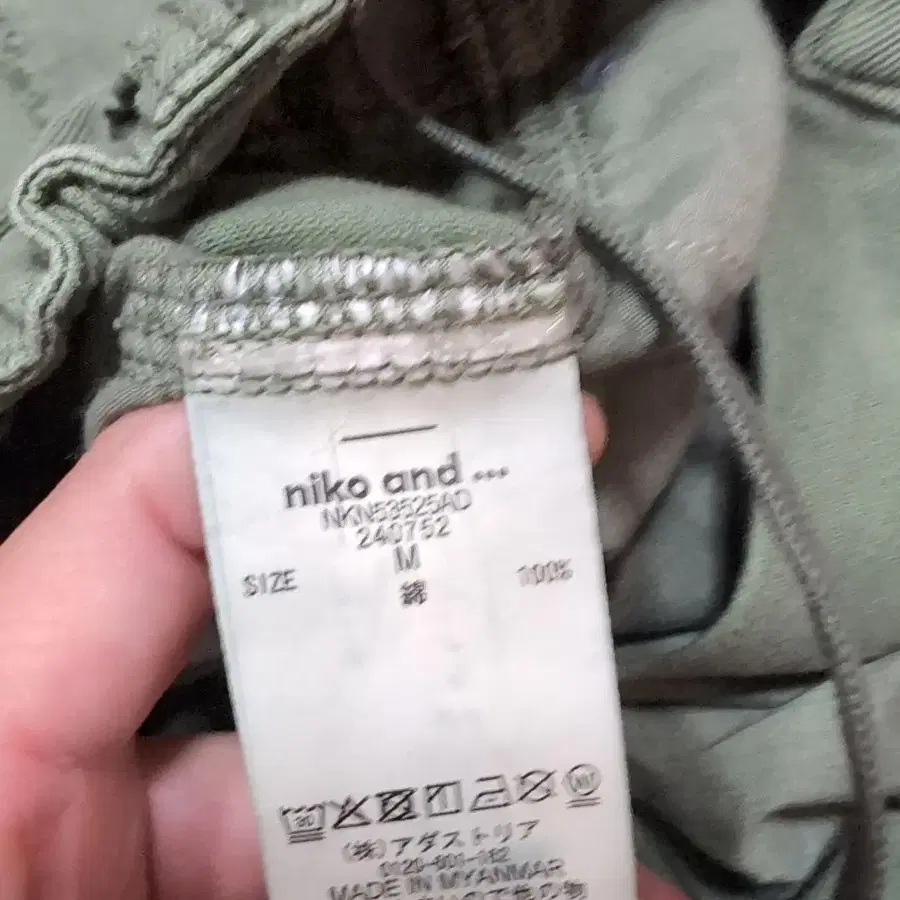 niko and ...
NKN53525AD
240752
M
SIZE
綿 100%
(株)アダストリア
0120-601-162
MADE IN MYANMAR